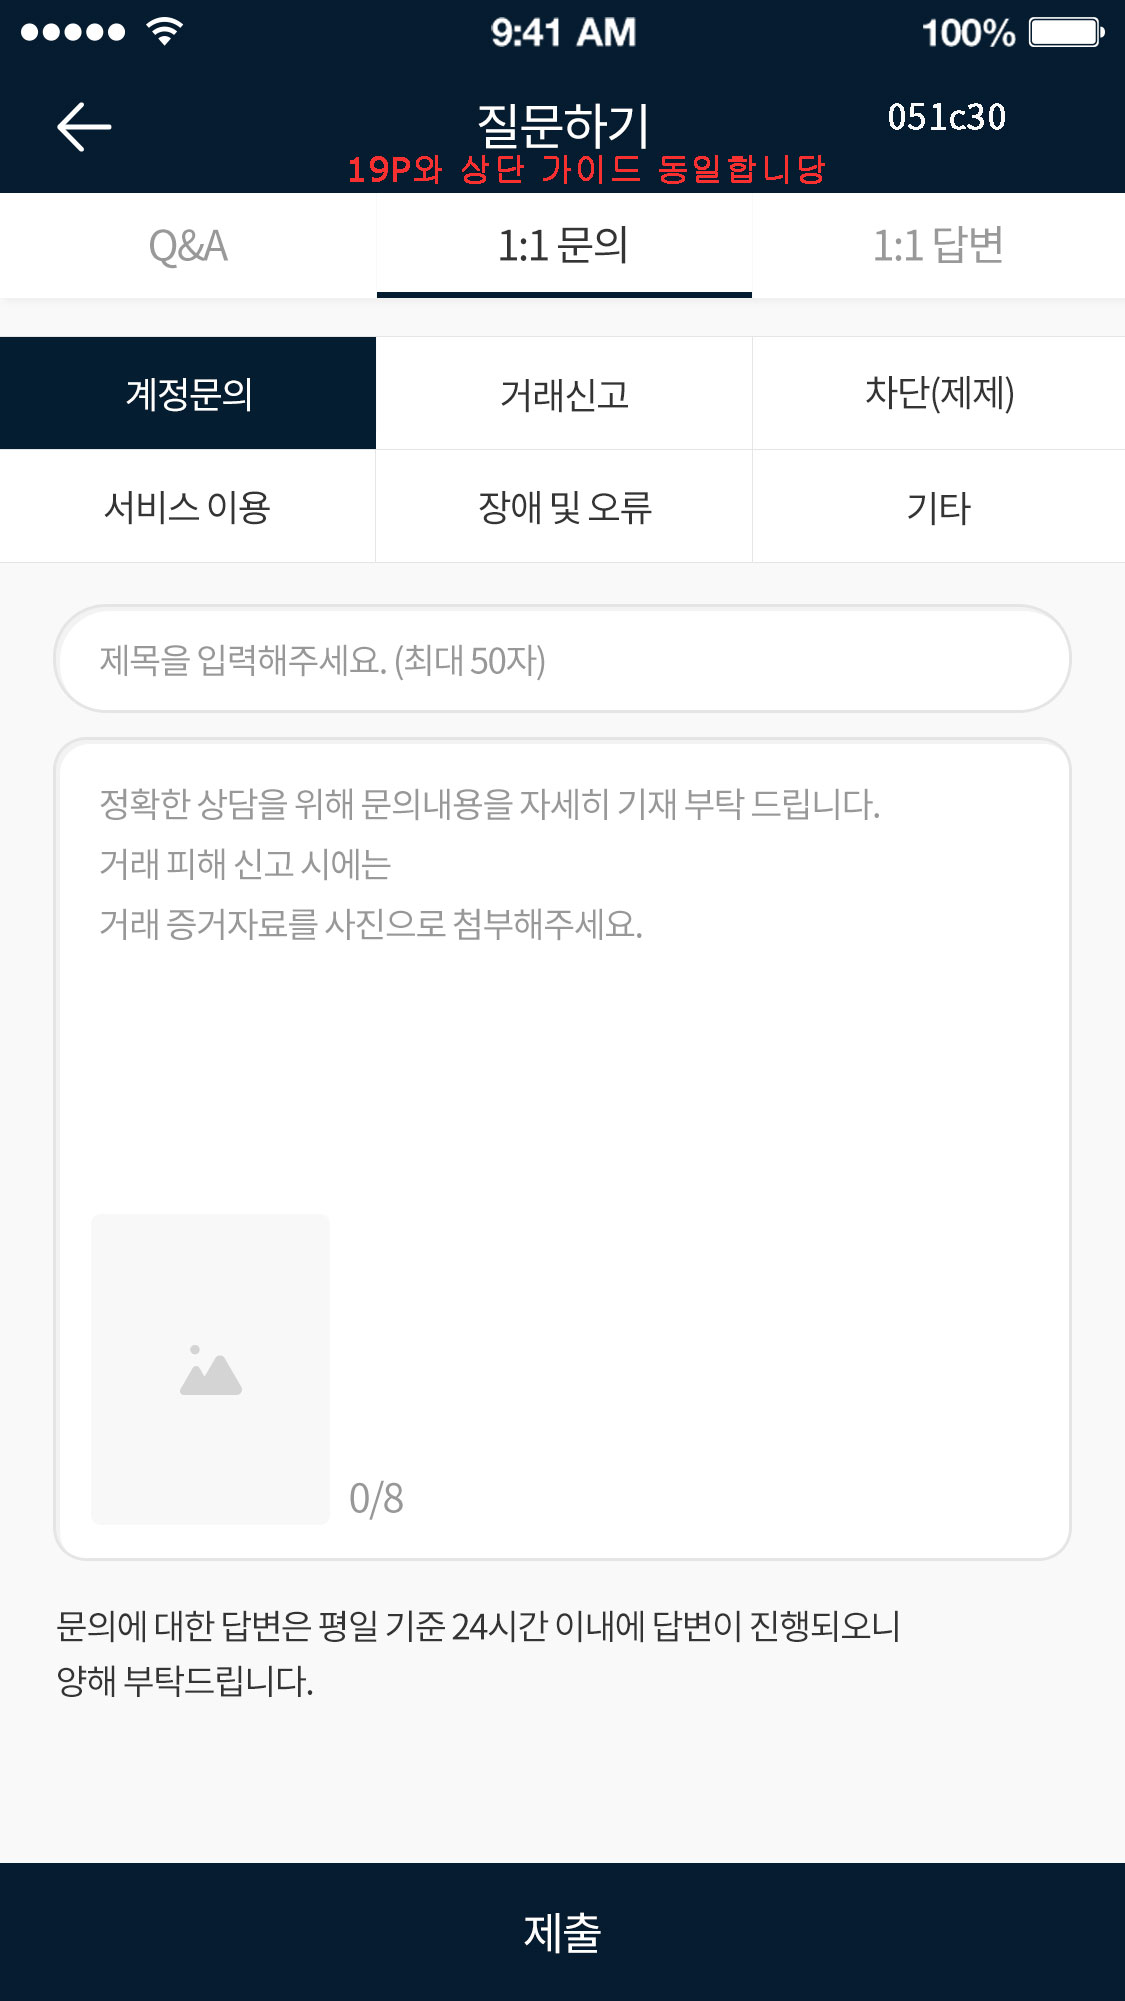 9:41 AM
100%
질문하기
051c30
19P와 상단 가이드 동일합니당
Q&A
1:1 문의
1:1 답변
계정문의
거래신고
차단(제제)
서비스 이용
장애 및 오류
기타
제목을 입력해주세요. (최대 50자)
정확한 상담을 위해 문의내용을 자세히 기재 부탁 드립니다.
거래 피해 신고 시에는
거래 증거자료를 사진으로 첨부해주세요.
0/8
문의에 대한 답변은 평일 기준 24시간 이내에 답변이 진행되오니
양해 부탁드립니다.
제출